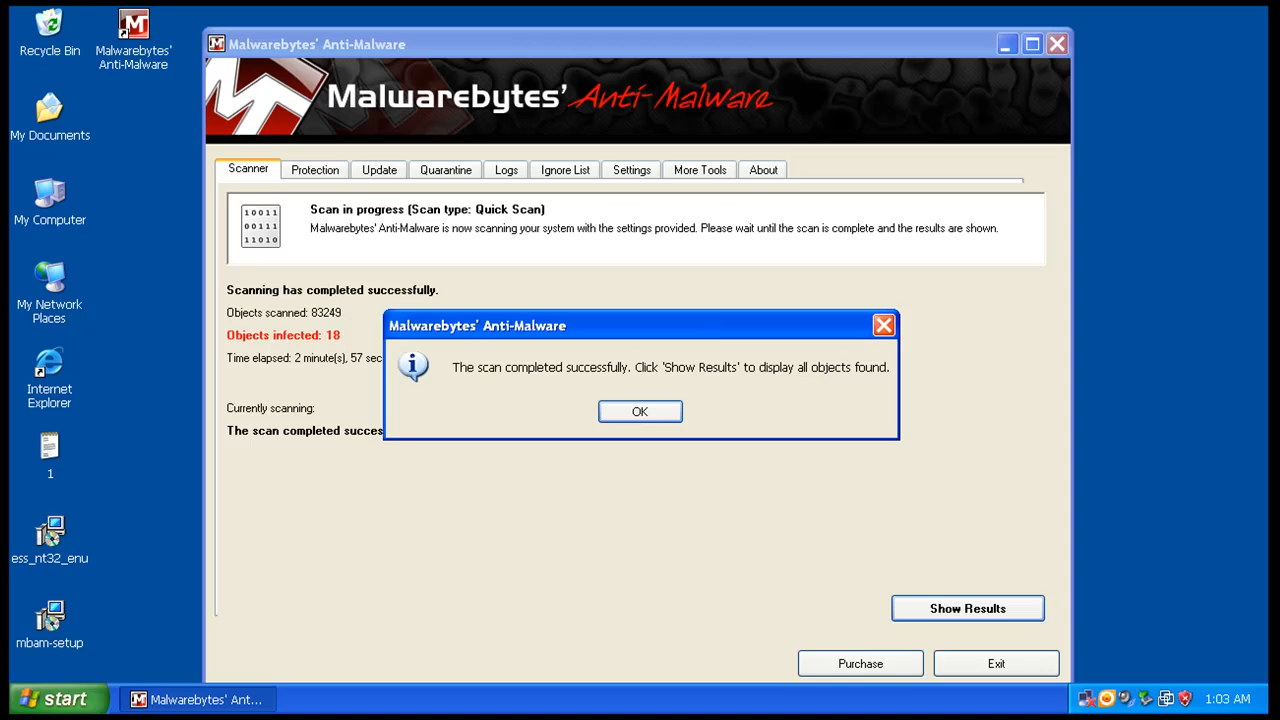 Recycle Bin
Malwarebytes'
Anti-Malware
My Documents
My Computer
My Network
Places
Internet
Explorer
1
ess_nt32_enu
mbam-setup
Malwarebytes' Anti-Malware
Malwarebytes' Anti-Malware
Scanner
Protection
Update
Quarantine
Logs
Ignore List
Settings
More Tools
About
10011
00111
11010
Scan in progress (Scan type: Quick Scan)
Malwarebytes' Anti-Malware is now scanning your system with the settings provided. Please wait until the scan is complete and the results are shown.
Scanning has completed successfully.
Objects scanned: 83249
Objects infected: 18
Time elapsed: 2 minute(s), 57 sec
Currently scanning:
The scan completed succes
Malwarebytes' Anti-Malware
The scan completed successfully. Click 'Show Results' to display all objects found.
OK
Show Results
Purchase
Exit
start
Malwarebytes' Ant...
1:03 AM